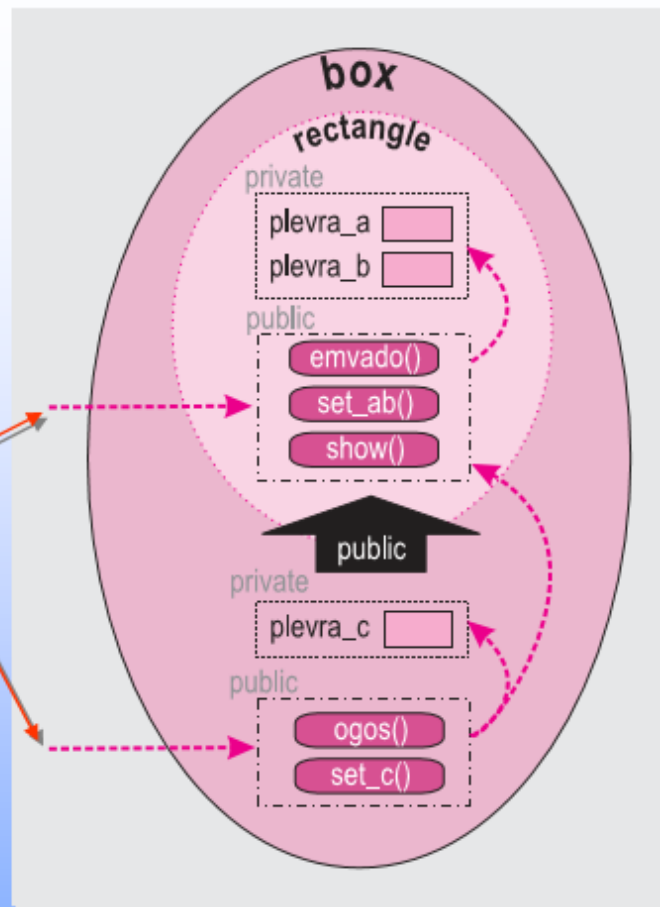 box
rectangle
private
plevra_a
plevra_b
public
emvado()
set_ab()
show()
public
private
plevra_c
public
ogos()
set_c()